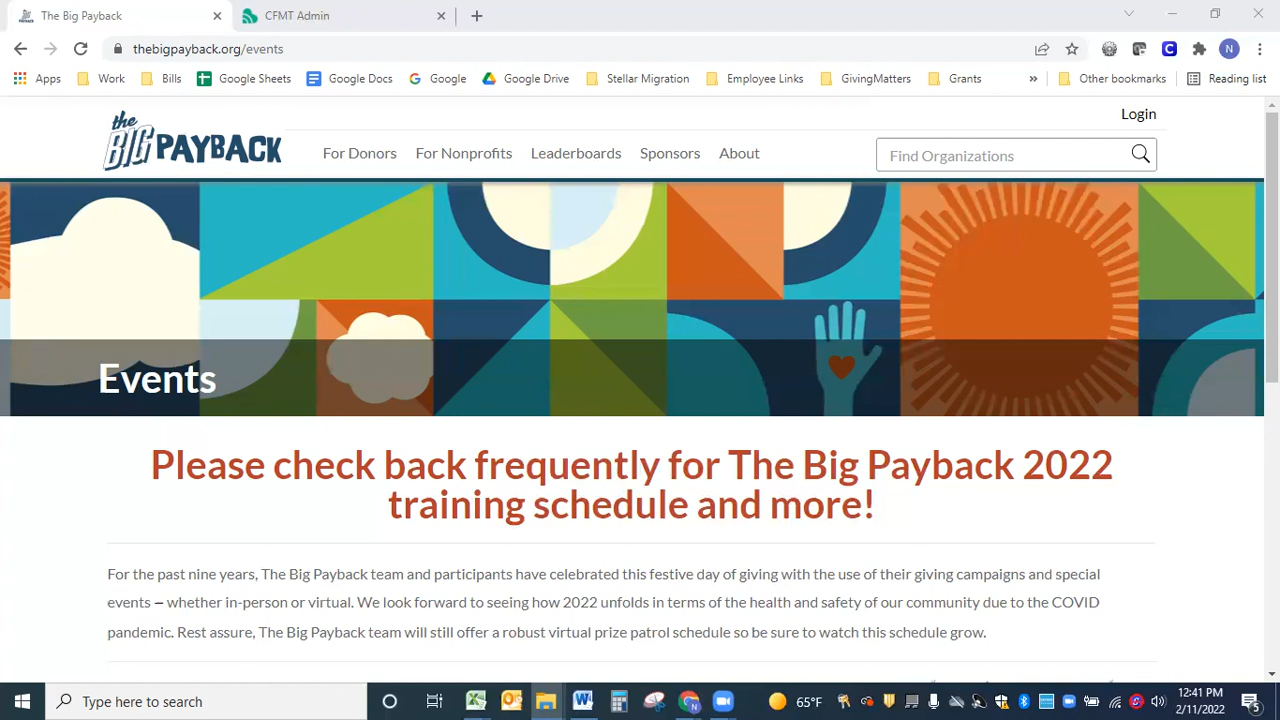 The Big Payback
CFMT Admin
thebigpayback.org/events
N
Apps
Work
Bills
Google Sheets
Google Docs
Google
Google Drive
Stellar Migration
Employee Links
GivingMatters
Grants
»
Other bookmarks
Reading list
Login
the BIG PAYBACK
For Donors
For Nonprofits
Leaderboards
Sponsors
About
Find Organizations
Events
Please check back frequently for The Big Payback 2022
training schedule and more!
For the past nine years, The Big Payback team and participants have celebrated this festive day of giving with the use of their giving campaigns and special
events – whether in-person or virtual. We look forward to seeing how 2022 unfolds in terms of the health and safety of our community due to the COVID
pandemic. Rest assure, The Big Payback team will still offer a robust virtual prize patrol schedule so be sure to watch this schedule grow.
Type here to search
65°F
12:41 PM
2/11/2022
5